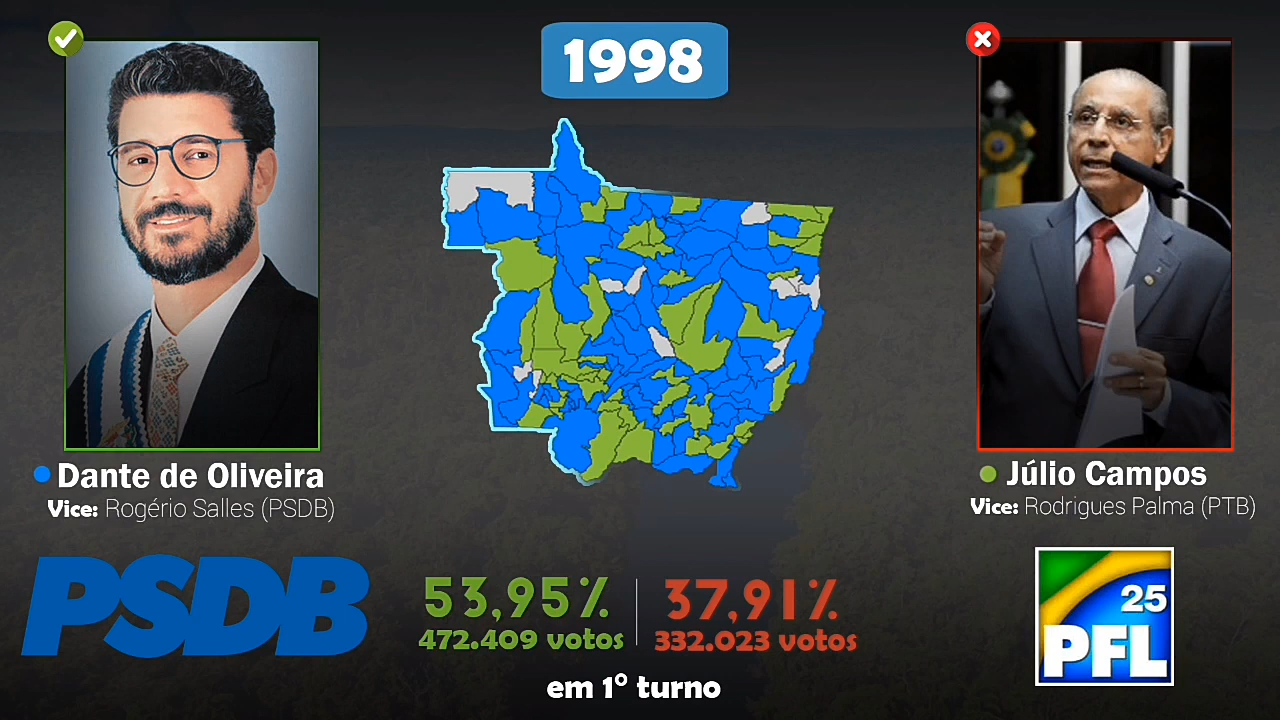 1998
Dante de Oliveira
Vice: Rogério Salles (PSDB)
Júlio Campos
Vice: Rodrigues Palma (PTB)
PSDB
53,95%
472.409 votos
37,91%
332.023 votos
em 1° turno
25
PFL